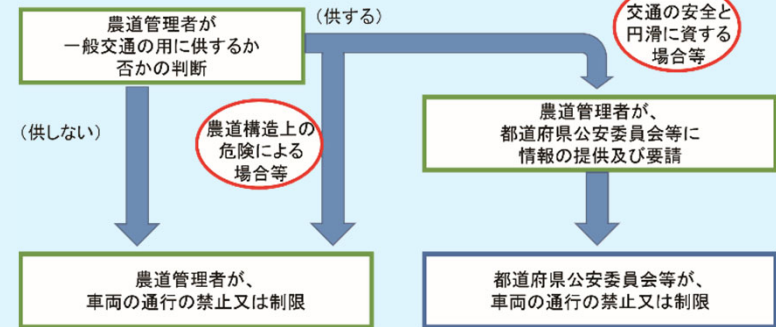 農道管理者が
一般交通の用に供するか
否かの判断
(供する)
交通の安全と
円滑に資する
場合等
(供しない)
農道構造上の
危険による
場合等
農道管理者が、
都道府県公安委員会等に
情報の提供及び要請
農道管理者が、
車両の通行の禁止又は制限
都道府県公安委員会等が、
車両の通行の禁止又は制限